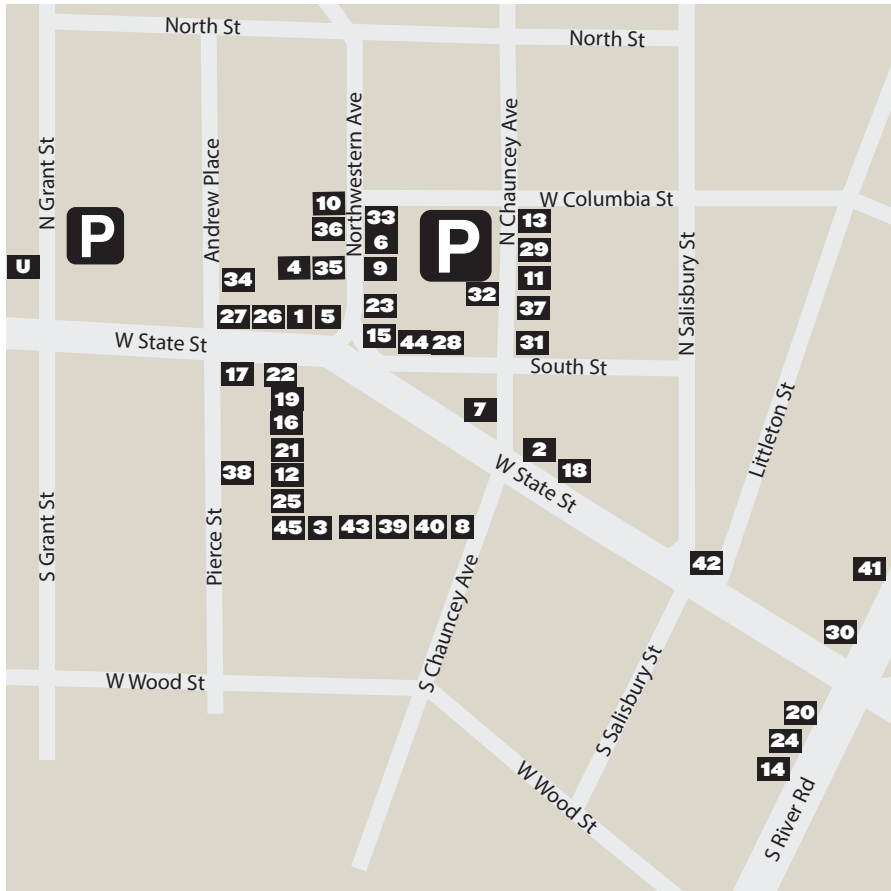 North St
North St
N Grant St
Andrew Place
Northwestern Ave
N Chauncey Ave
W Columbia St
N Salisbury St
P
P
10
33
13
36
6
29
U
34
4
35
9
11
32
27
26
1
5
23
37
15
44
28
31
W State St
South St
17
22
19
16
7
21
2
38
12
18
W State St
25
45
3
43
39
40
8
Littleton St
S Grant St
Pierce St
S Chauncey Ave
42
41
30
W Wood St
S Salisbury St
20
24
14
W Wood St
S River Rd